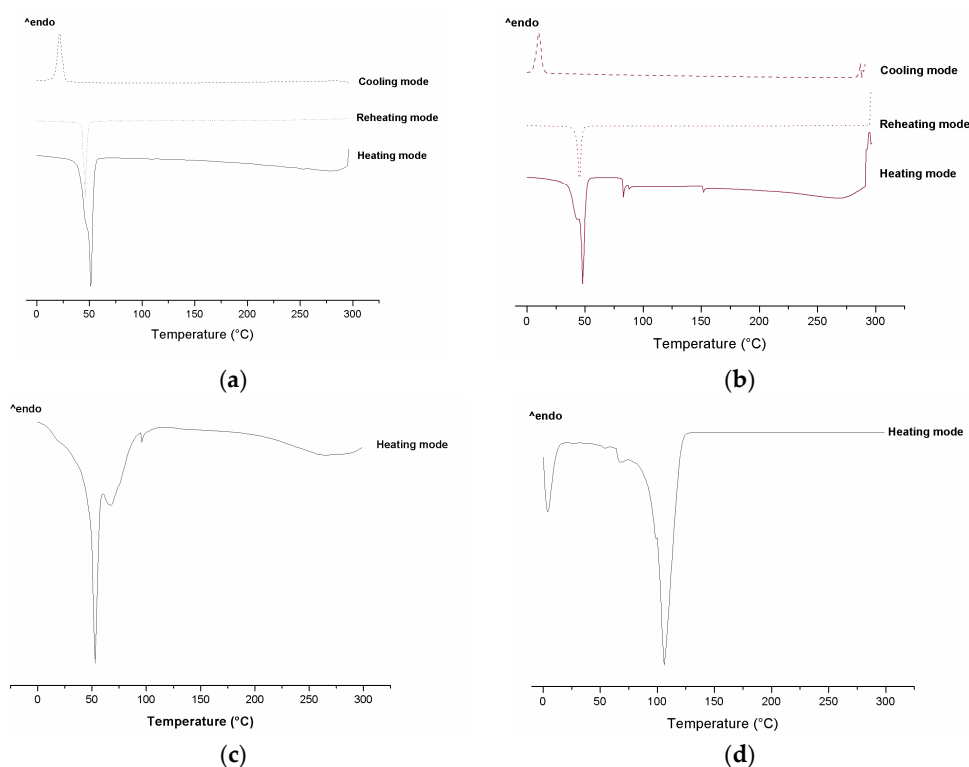 ^endo
Cooling mode
Reheating mode
Heating mode
0 50 100 150 200 250 300
Temperature (°C)
(a)
^endo
Cooling mode
Reheating mode
Heating mode
0 50 100 150 200 250 300
Temperature (°C)
(b)
^endo
Heating mode
0 50 100 150 200 250 300
Temperature (°C)
(c)
^endo
Heating mode
0 50 100 150 200 250 300
Temperature (°C)
(d)